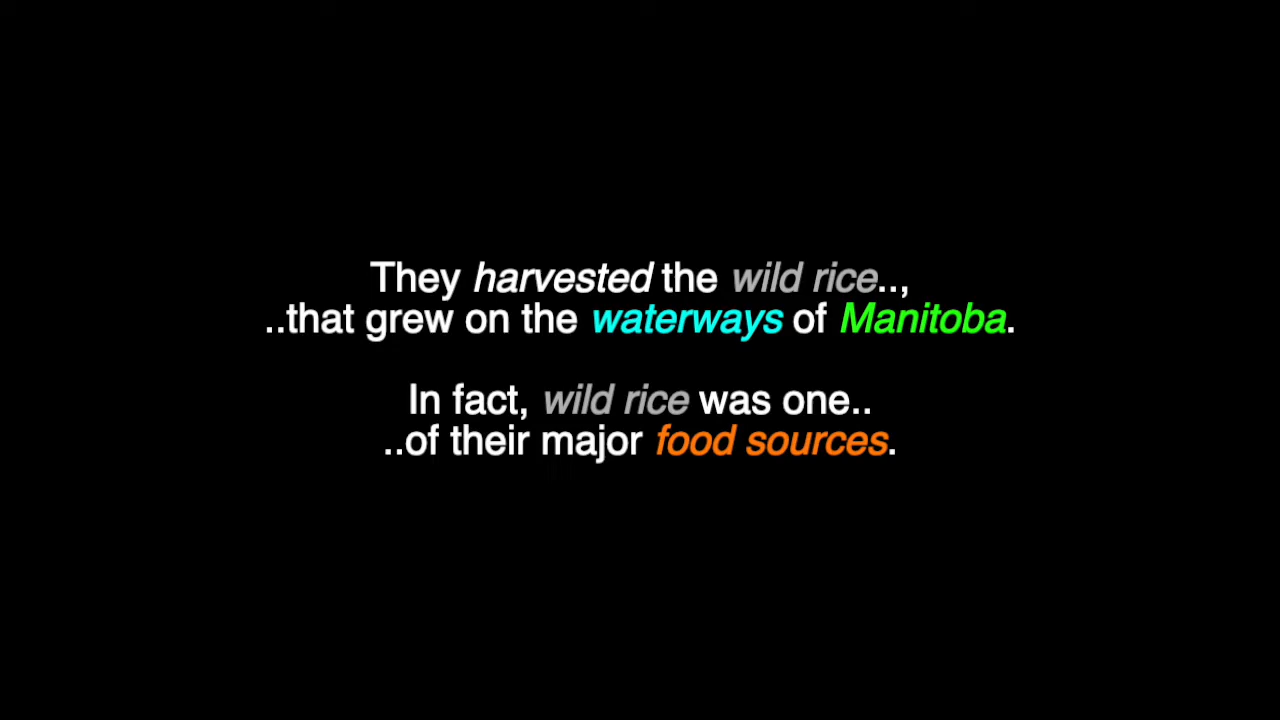 They harvested the wild rice..,
..that grew on the waterways of Manitoba.
In fact, wild rice was one..
..of their major food sources.